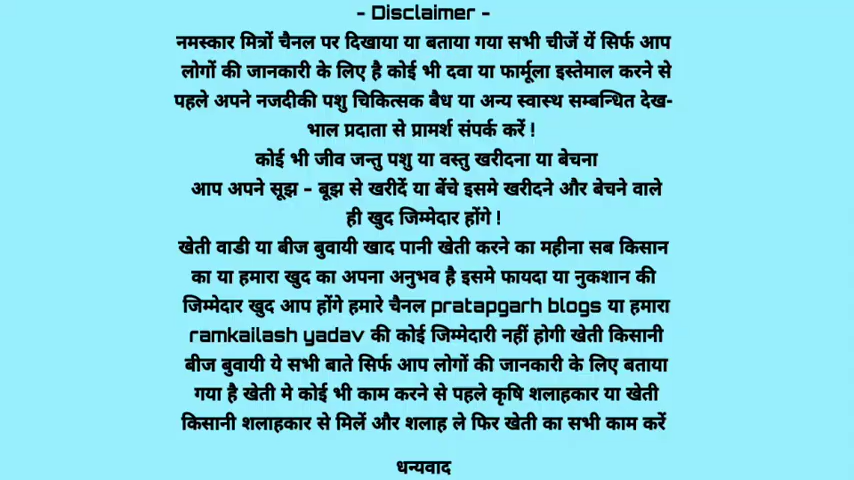 - Disclaimer -
नमस्कार मित्रों चैनल पर दिखाया या बताया गया सभी चीजें यें सिर्फ आप
लोगों की जानकारी के लिए है कोई भी दवा या फार्मूला इस्तेमाल करने से
पहले अपने नजदीकी पशु चिकित्सक बैध या अन्य स्वास्थ सम्बन्धित देख-
भाल प्रदाता से प्रामर्श संपर्क करें !
कोई भी जीव जन्तु पशु या वस्तु खरीदना या बेचना
आप अपने सूझ - बूझ से खरीदें या बेंचे इसमे खरीदने और बेचने वाले
ही खुद जिम्मेदार होंगे !
खेती वाडी या बीज बुवायी खाद पानी खेती करने का महीना सब किसान
का या हमारा खुद का अपना अनुभव है इसमे फायदा या नुकशान की
जिम्मेदार खुद आप होंगे हमारे चैनल pratapgarh blogs या हमारा
ramkailash yadav की कोई जिम्मेदारी नहीं होगी खेती किसानी
बीज बुवायी ये सभी बाते सिर्फ आप लोगों की जानकारी के लिए बताया
गया है खेती मे कोई भी काम करने से पहले कृषि शलाहकार या खेती
किसानी शलाहकार से मिलें और शलाह ले फिर खेती का सभी काम करें
धन्यवाद